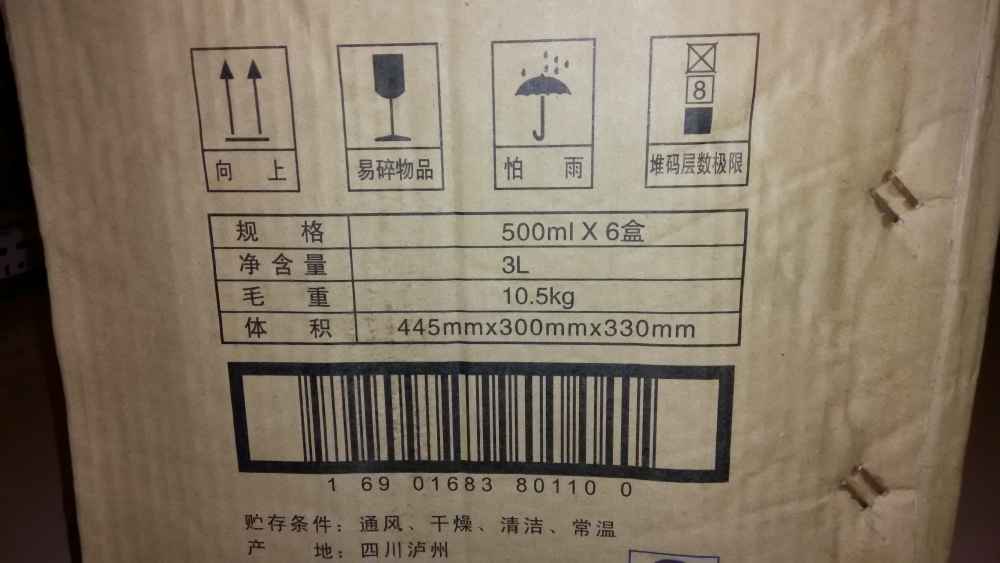 8
向上 易碎物品 怕雨 堆码层数极限
规格 500ml X 6盒
净含量 3L
毛重 10.5kg
体积 445mmx300mmx330mm
1 69 01683 80110 0
贮存条件：通风、干燥、清洁、常温
产地：四川泸州